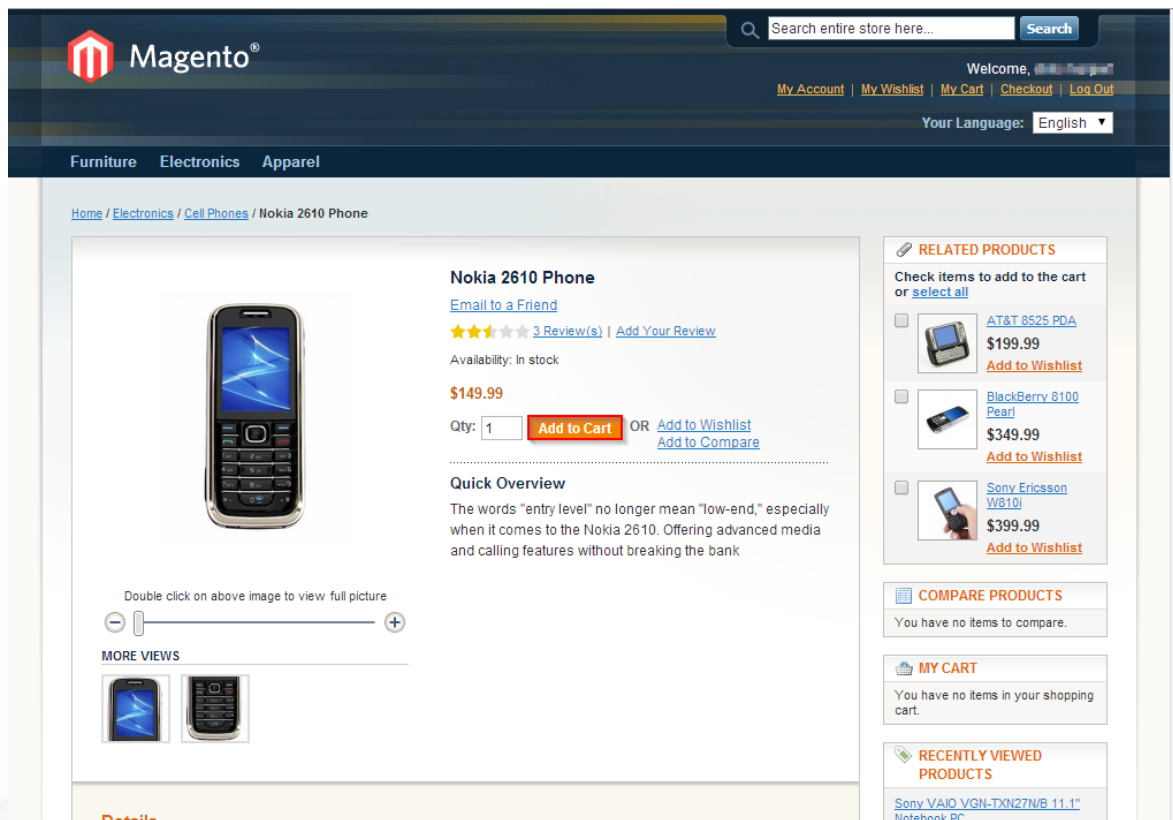 Magento®
Search entire store here...
Search
Welcome,
My Account | My Wishlist | My Cart | Checkout | Log Out
Your Language: English
Furniture Electronics Apparel
Home / Electronics / Cell Phones / Nokia 2610 Phone
Nokia 2610 Phone
Email to a Friend
3 Review(s) | Add Your Review
Availability: In stock
$149.99
Qty: 1 Add to Cart OR Add to Wishlist
Add to Compare
Quick Overview
The words "entry level" no longer mean "low-end," especially
when it comes to the Nokia 2610. Offering advanced media
and calling features without breaking the bank
Double click on above image to view full picture
MORE VIEWS
Details
RELATED PRODUCTS
Check items to add to the cart
or select all
AT&T 8525 PDA
$199.99
Add to Wishlist
BlackBerry 8100
Pearl
$349.99
Add to Wishlist
Sony Ericsson
W810i
$399.99
Add to Wishlist
COMPARE PRODUCTS
You have no items to compare.
MY CART
You have no items in your shopping
cart.
RECENTLY VIEWED
PRODUCTS
Sony VAIO VGN-TXN27N/B 11.1"
Notebook PC